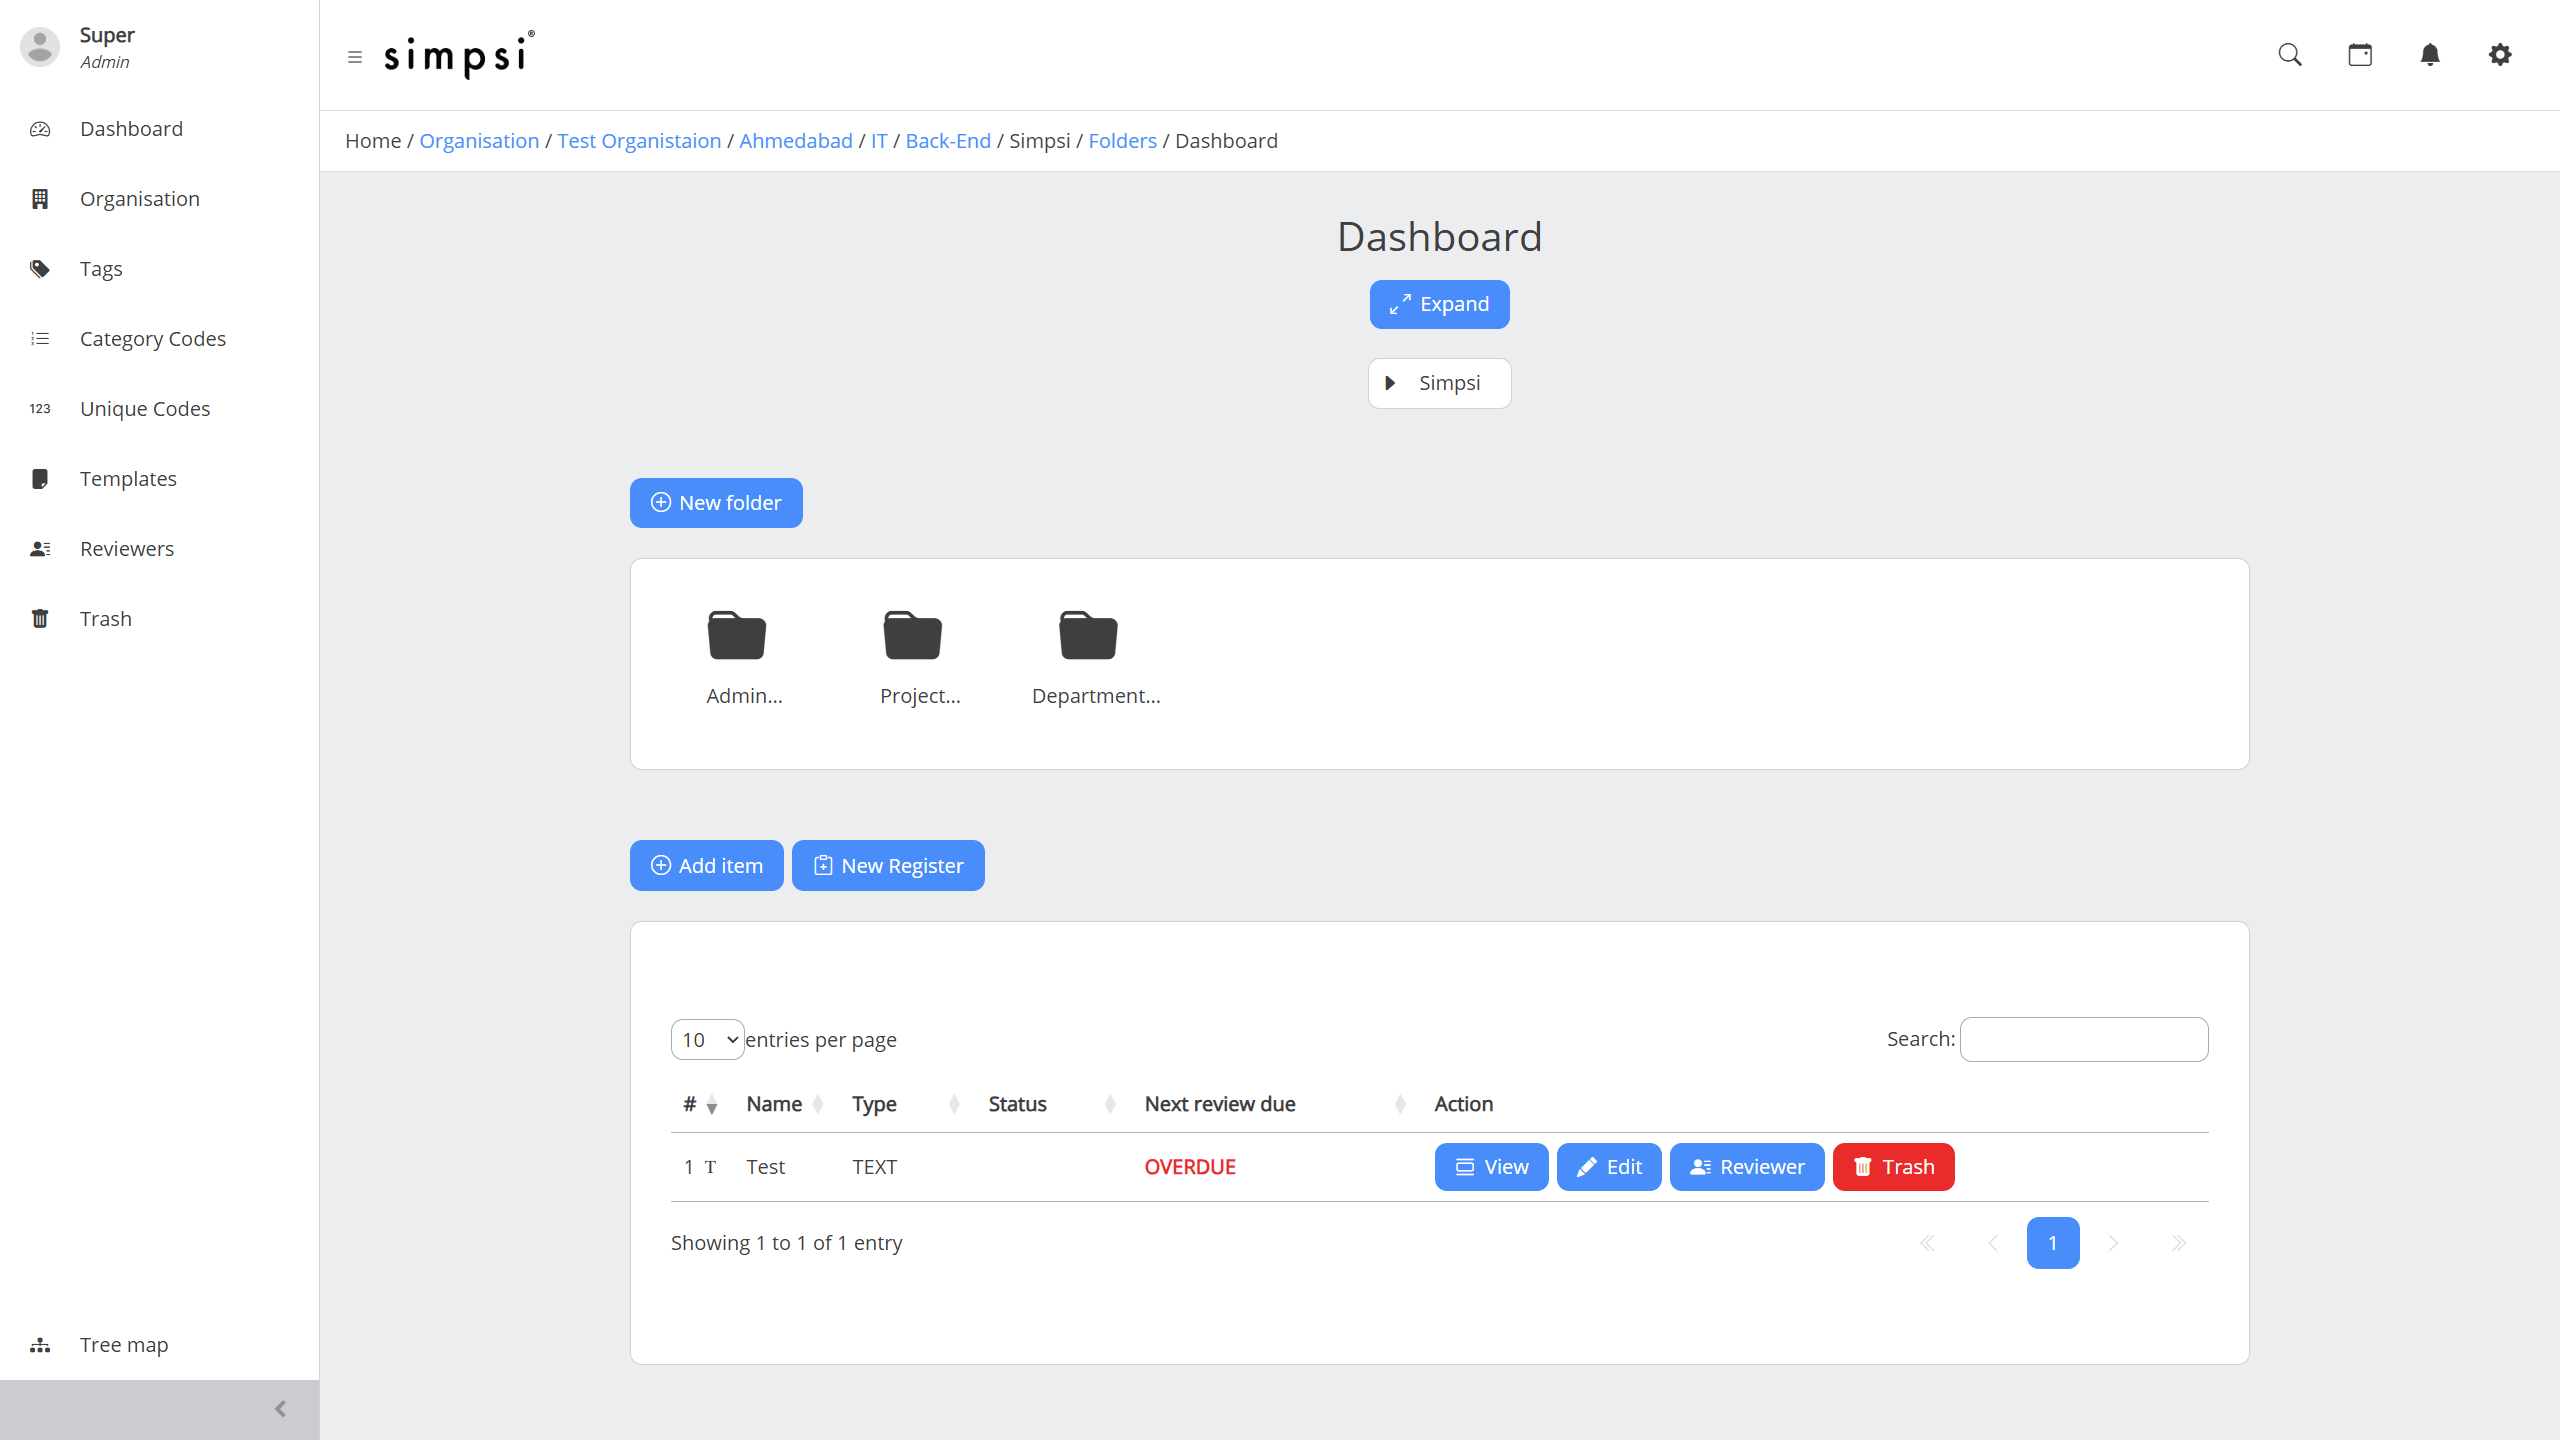 Super
Admin
Dashboard
Organisation
Tags
Category Codes
123 Unique Codes
Templates
Reviewers
Trash
Tree map
simpsi®
Home / Organisation / Test Organistaion / Ahmedabad / IT / Back-End / Simpsi / Folders / Dashboard
Dashboard
Expand
Simpsi
New folder
Admin... Project... Department...
Add item New Register
10 entries per page Search:
# Name Type Status Next review due Action
1 T Test TEXT OVERDUE View Edit Reviewer Trash
Showing 1 to 1 of 1 entry « ‹ 1 › »